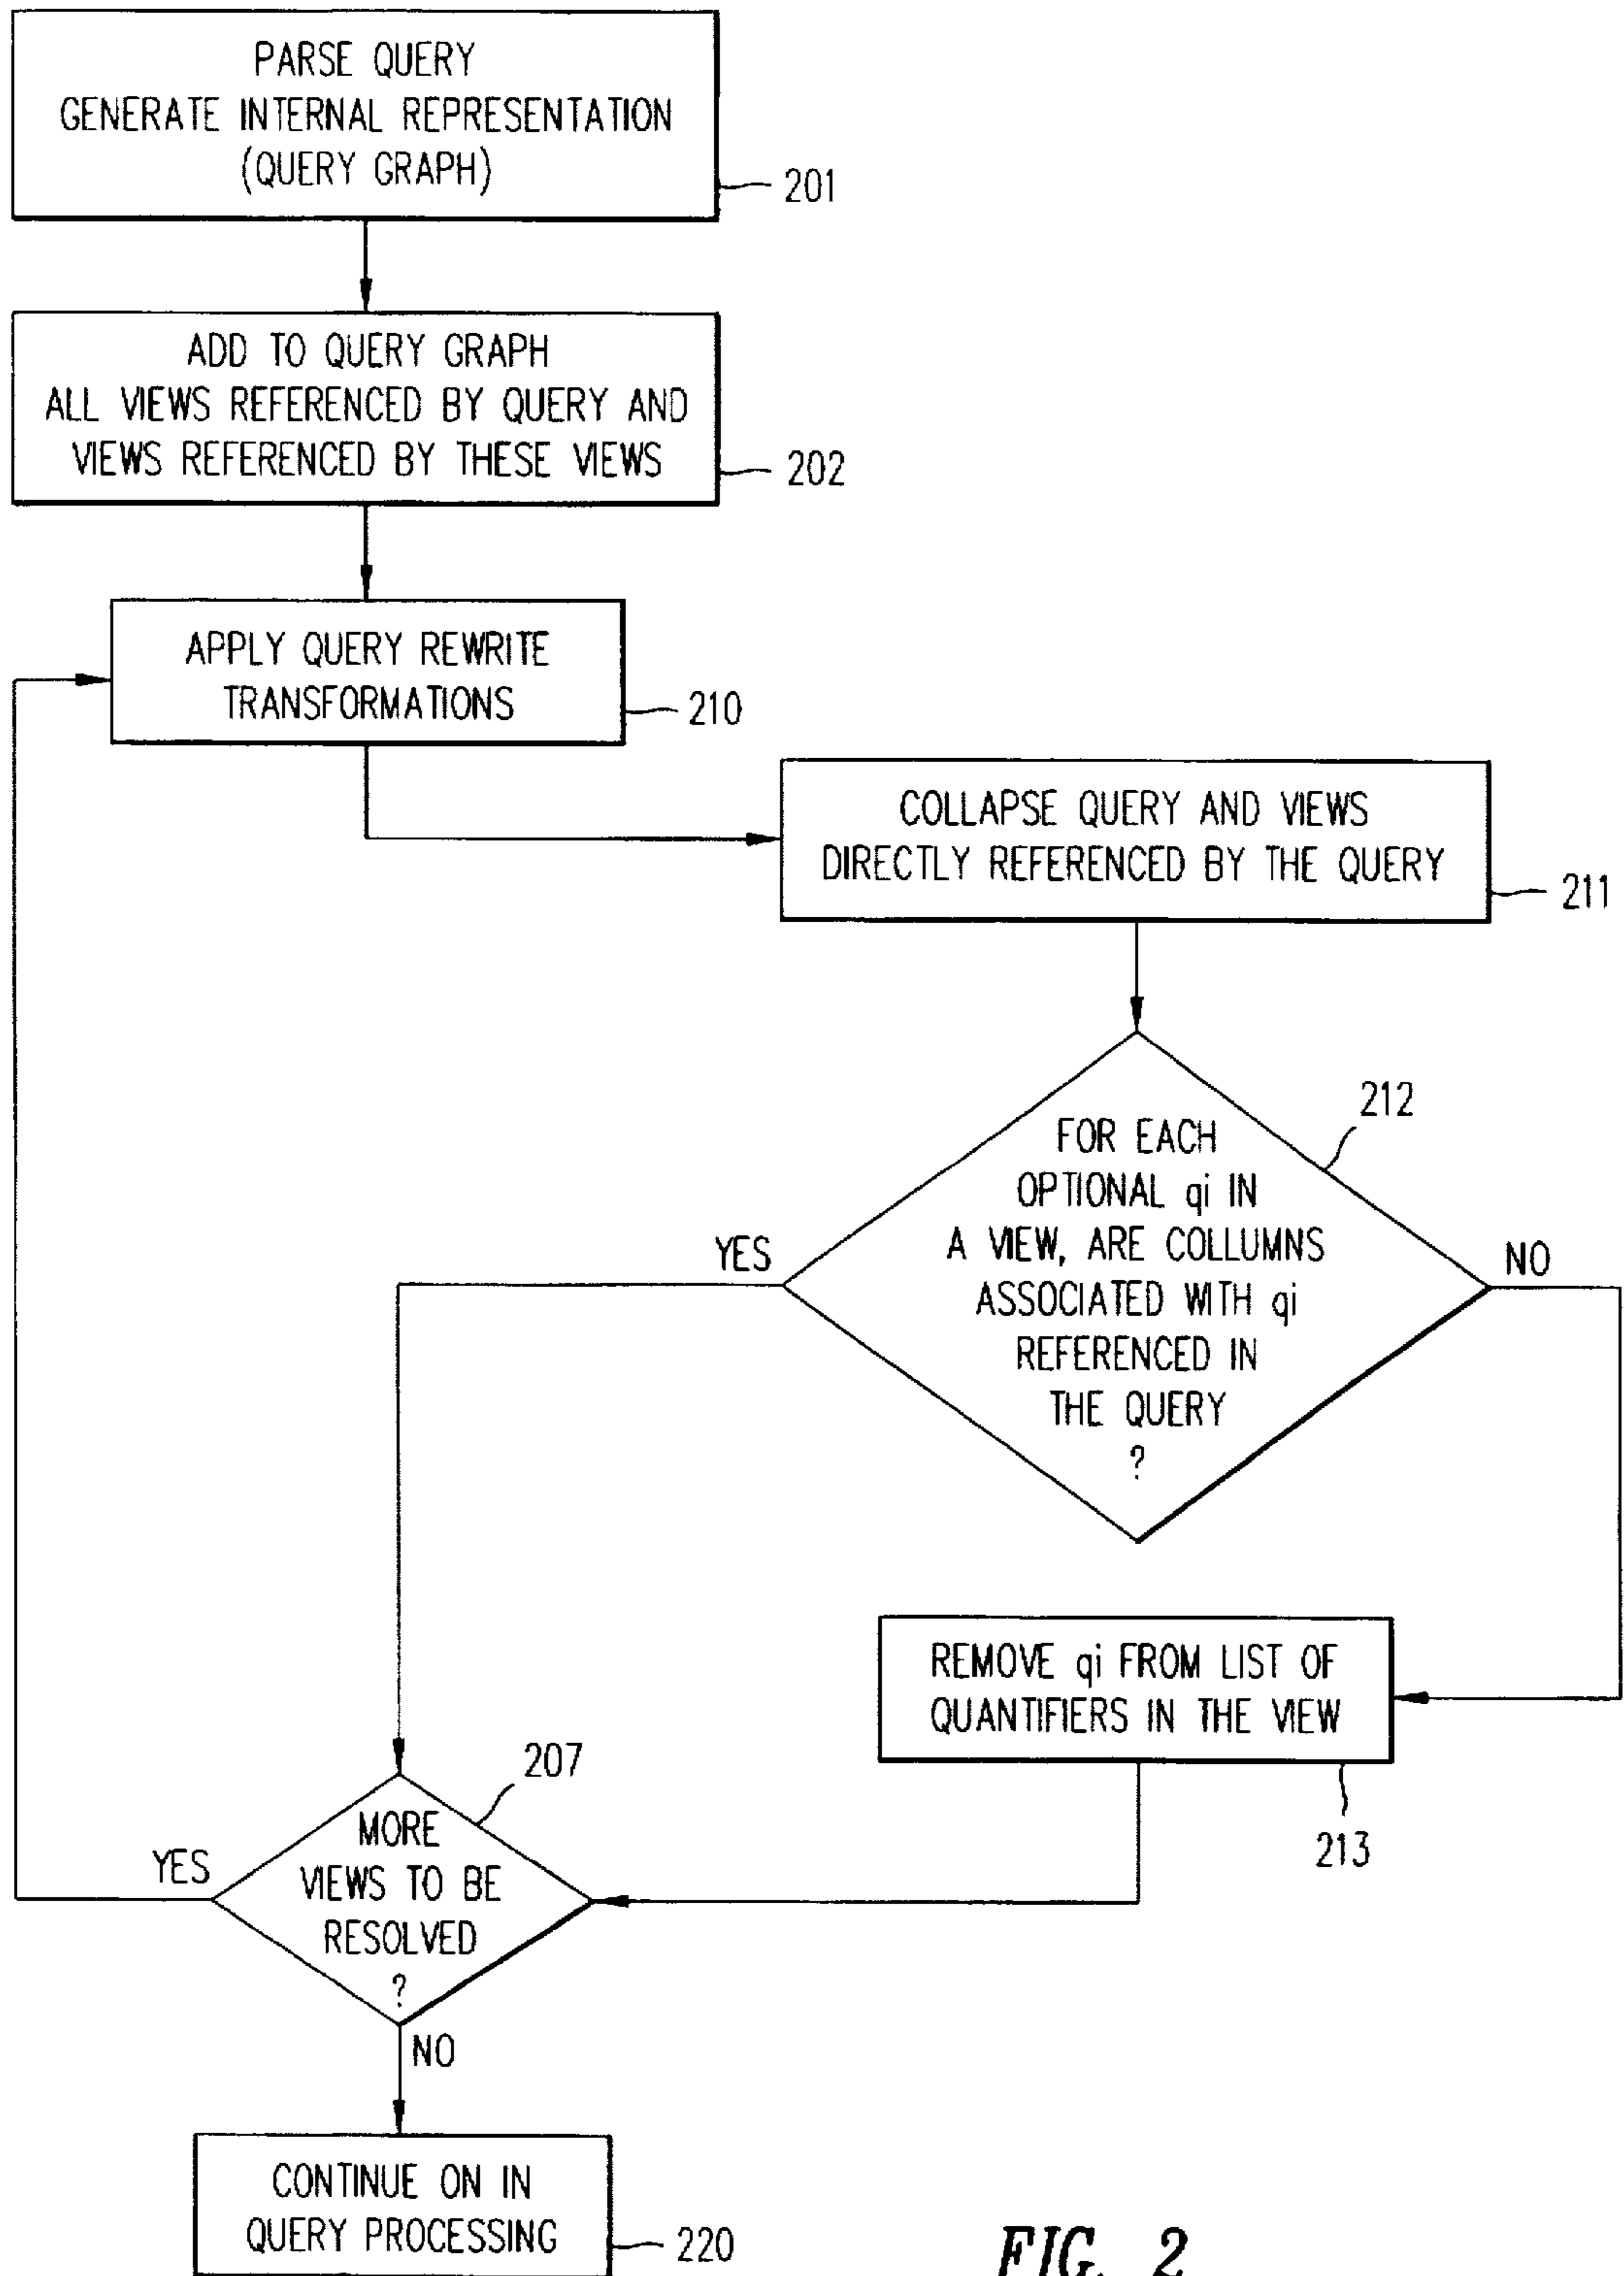 PARSE QUERY
GENERATE INTERNAL REPRESENTATION
(QUERY GRAPH)
201
ADD TO QUERY GRAPH
ALL VIEWS REFERENCED BY QUERY AND
VIEWS REFERENCED BY THESE VIEWS
202
APPLY QUERY REWRITE
TRANSFORMATIONS
210
COLLAPSE QUERY AND VIEWS
DIRECTLY REFERENCED BY THE QUERY
211
212
FOR EACH
OPTIONAL qi IN
A VIEW, ARE COLLUMNS
ASSOCIATED WITH qi
REFERENCED IN
THE QUERY
?
YES
NO
REMOVE qi FROM LIST OF
QUANTIFIERS IN THE VIEW
213
207
MORE
VIEWS TO BE
RESOLVED
?
YES
NO
CONTINUE ON IN
QUERY PROCESSING
220
FIG. 2